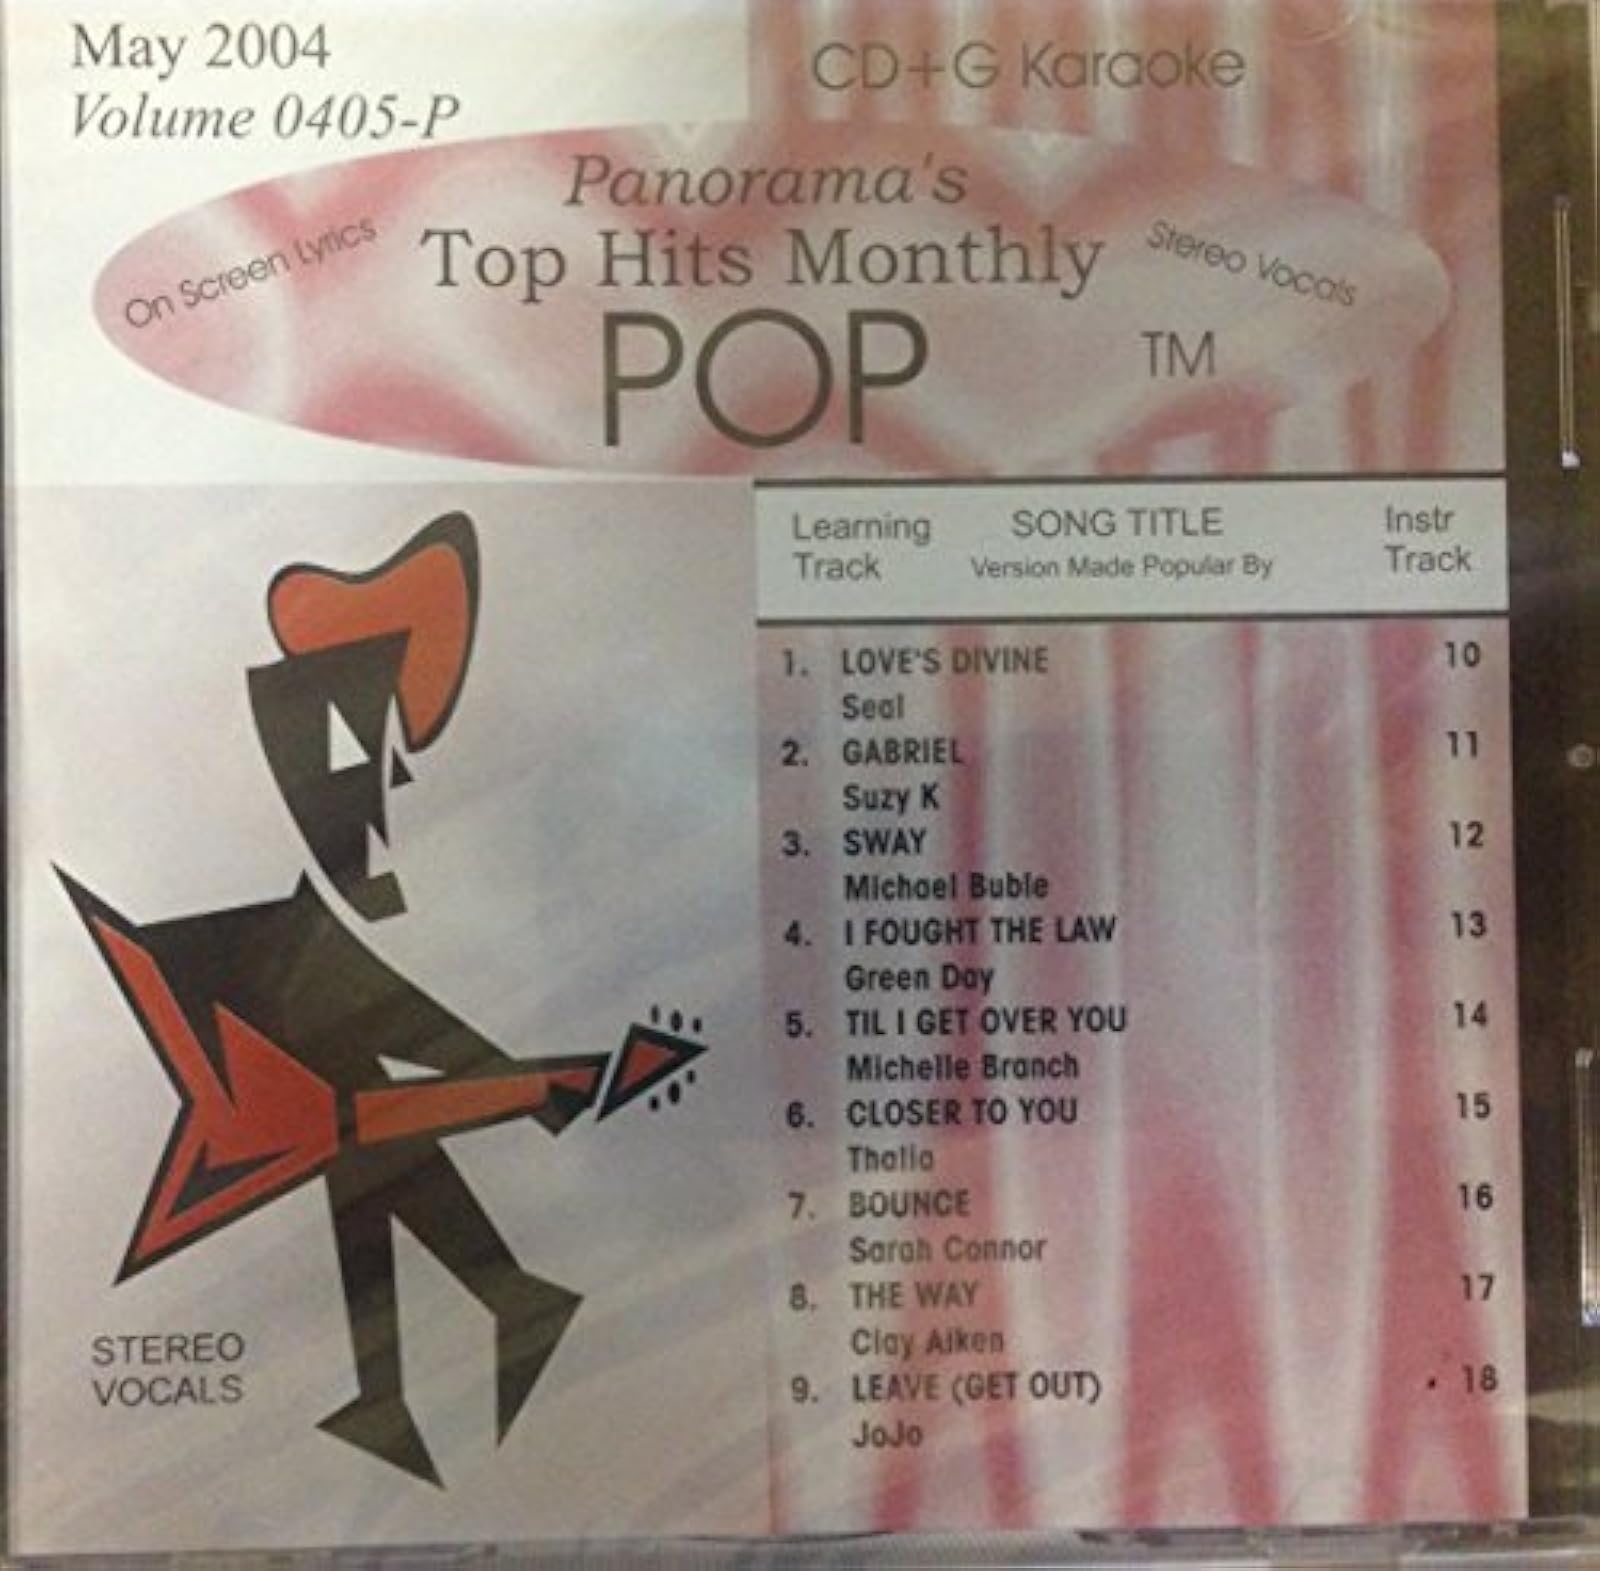 May 2004
Volume 0405-P
CD+G Karaoke
Panorama's
On Screen Lyrics
Top Hits Monthly
Stereo Vocals
POP
TM
Learning Track
SONG TITLE
Version Made Popular By
Instr Track
1. LOVE'S DIVINE 10
Seal
2. GABRIEL 11
Suzy K
3. SWAY 12
Michael Buble
4. I FOUGHT THE LAW 13
Green Day
5. TIL I GET OVER YOU 14
Michelle Branch
6. CLOSER TO YOU 15
Thalia
7. BOUNCE 16
Sarah Connor
8. THE WAY 17
Clay Aiken
9. LEAVE (GET OUT) 18
JoJo
STEREO
VOCALS